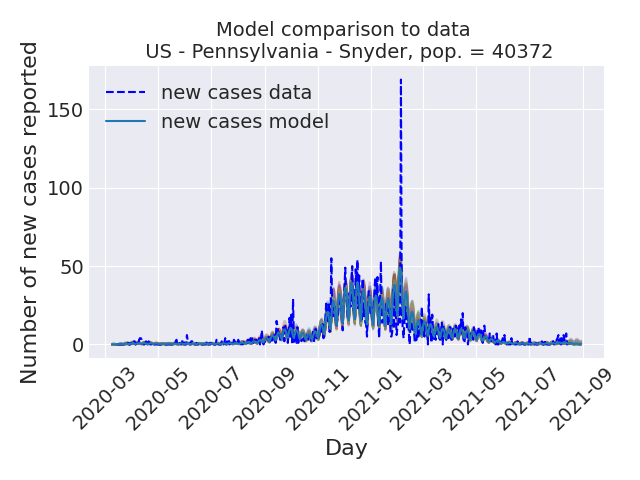 Model comparison to data
US - Pennsylvania - Snyder, pop. = 40372
Number of new cases reported
150
100
50
0
new cases data
new cases model
2020-03
2020-05
2020-07
2020-09
2020-11
2021-01
2021-03
2021-05
2021-07
2021-09
Day